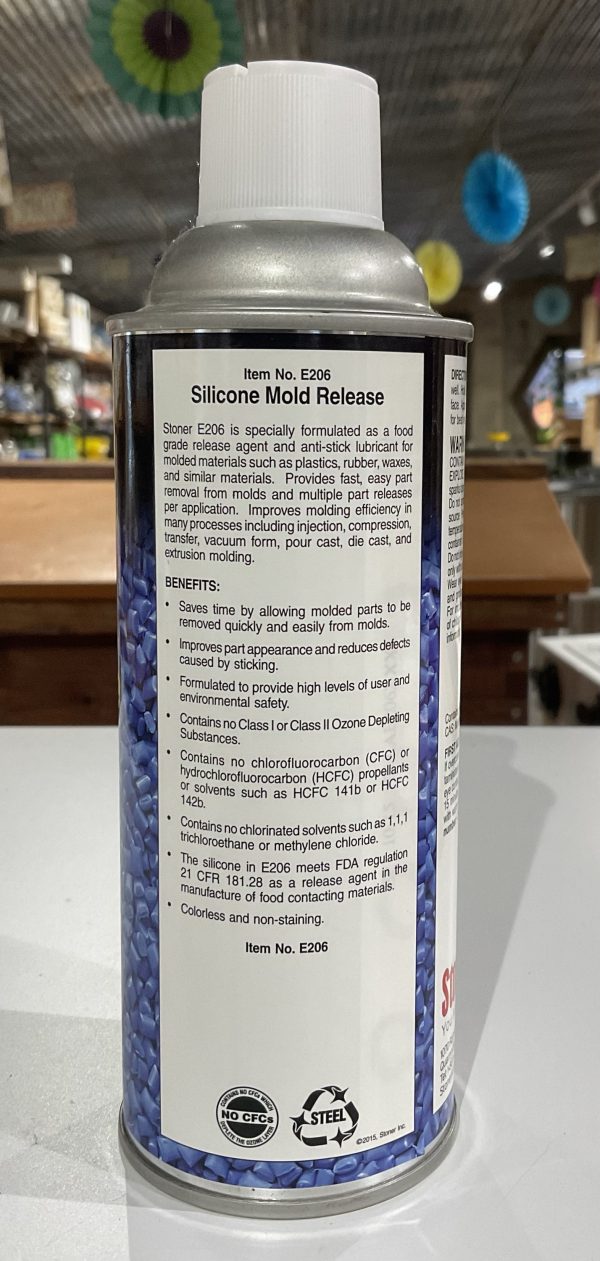 Item No. E206
Silicone Mold Release
Stoner E206 is specially formulated as a food
grade release agent and anti-stick lubricant for
molded materials such as plastics, rubber, waxes,
and similar materials. Provides fast, easy part
removal from molds and multiple part releases
per application. Improves molding efficiency in
many processes including injection, compression,
transfer, vacuum form, pour cast, die cast, and
extrusion molding.
BENEFITS:
• Saves time by allowing molded parts to be
removed quickly and easily from molds.
• Improves part appearance and reduces defects
caused by sticking.
• Formulated to provide high levels of user and
environmental safety.
• Contains no Class I or Class II Ozone Depleting
Substances.
• Contains no chlorofluorocarbon (CFC) or
hydrochlorofluorocarbon (HCFC) propellants
or solvents such as HCFC 141b or HCFC
142b.
• Contains no chlorinated solvents such as 1,1,1
trichloroethane or methylene chloride.
• The silicone in E206 meets FDA regulation
21 CFR 181.28 as a release agent in the
manufacture of food contacting materials.
• Colorless and non-staining.
Item No. E206
CONTAINS NO CFCs WHICH
NO CFCs
DEPLETE THE OZONE LAYER
STEEL
©2015, Stoner Inc.